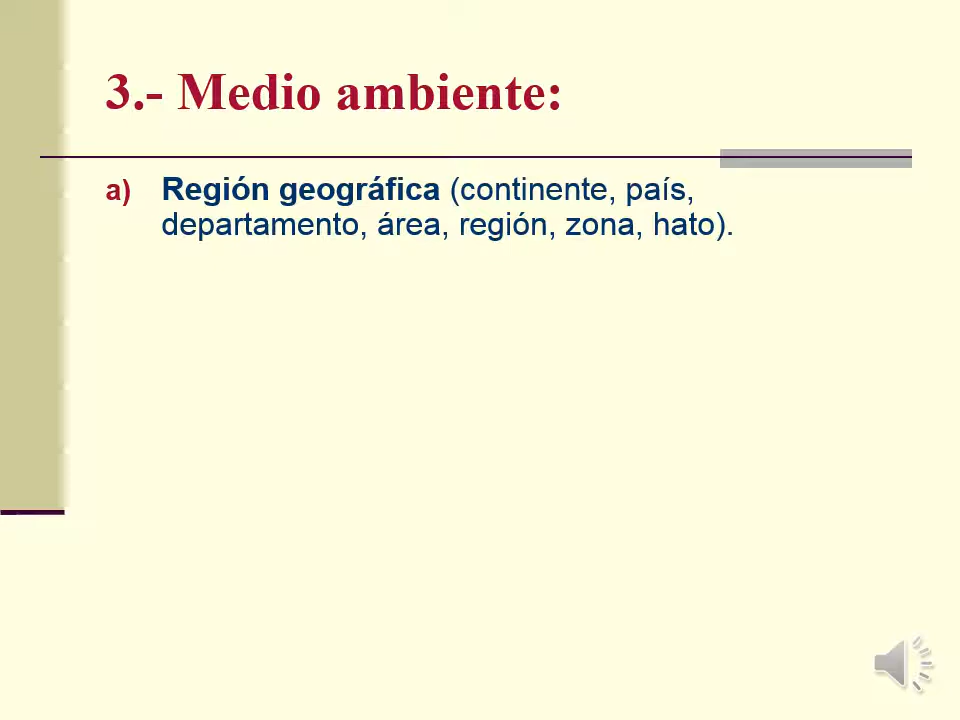 3.- Medio ambiente:
a) Región geográfica (continente, país,
departamento, área, región, zona, hato).